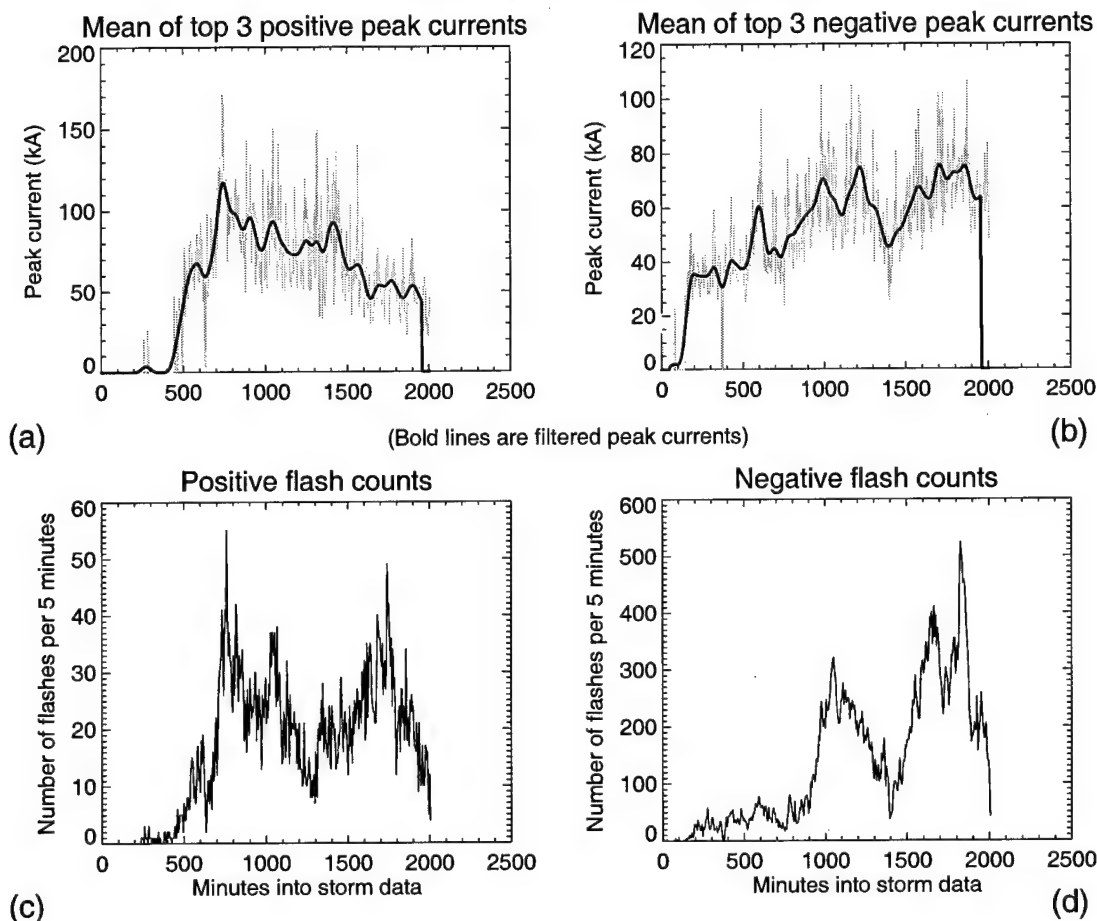 Mean of top 3 positive peak currents
200
150
100
50
0
Peak current (kA)
0 500 1000 1500 2000 2500
(a)
Mean of top 3 negative peak currents
120
100
80
60
40
20
0
Peak current (kA)
0 500 1000 1500 2000 2500
(b)
(Bold lines are filtered peak currents)
Positive flash counts
60
50
40
30
20
10
0
Number of flashes per 5 minutes
0 500 1000 1500 2000 2500
Minutes into storm data
(c)
Negative flash counts
600
500
400
300
200
100
0
Number of flashes per 5 minutes
0 500 1000 1500 2000 2500
Minutes into storm data
(d)